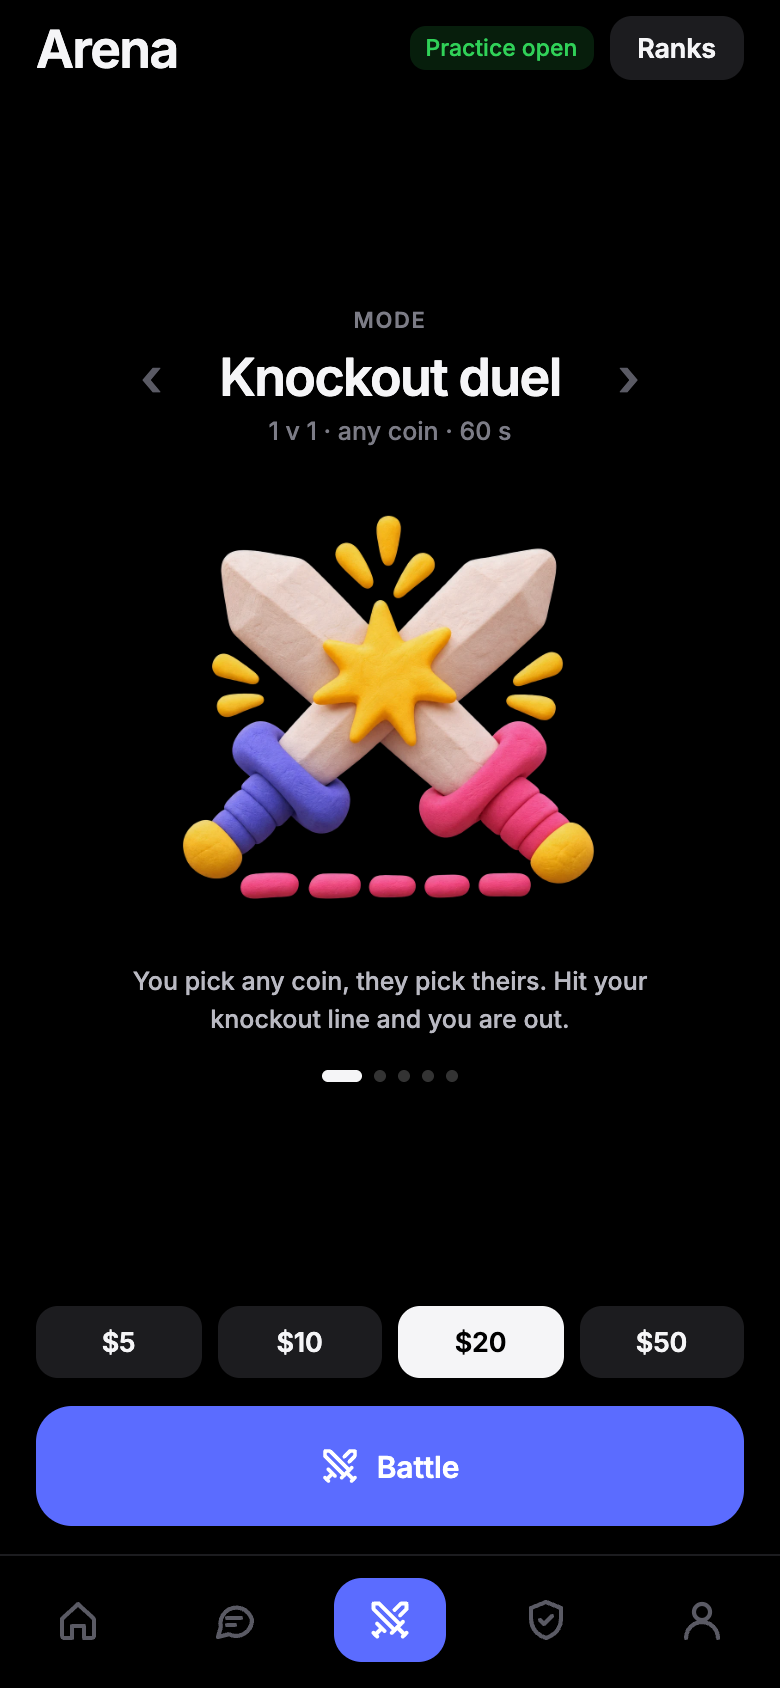 Arena
Practice open
Ranks
MODE
Knockout duel
1 v 1 · any coin · 60 s
You pick any coin, they pick theirs. Hit your
knockout line and you are out.
$5
$10
$20
$50
Battle